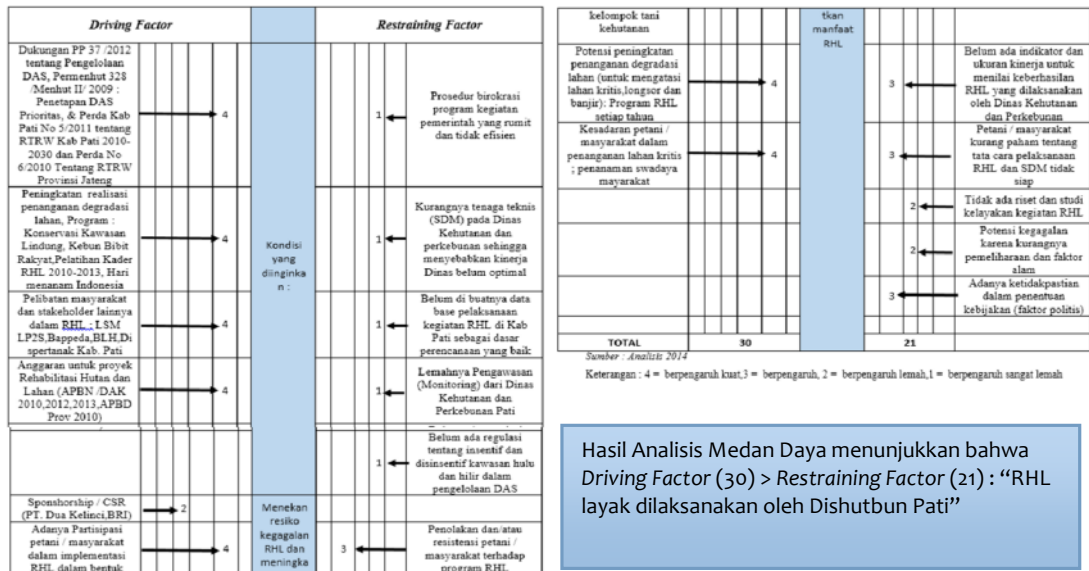 Driving Factor
Restraining Factor
Dukungan PP 37 /2012
tentang Pengelolaan
DAS, Permenhut 328
/Menhut II/ 2009 :
Penetapan DAS
Prioritas, & Perda Kab
Pati No 5/2011 tentang
RTRW Kab Pati 2010-
2030 dan Perda No
6/2010 Tentang RTRW
Provinsi Jateng
4
1
Prosedur birokrasi
program kegiatan
pemerintah yang rumit
dan tidak efisien
Peningkatan realisasi
penanganan degradasi
lahan, Program :
Konservasi Kawasan
Lindung, Kebun Bibit
Rakyat,Pelatihan Kader
RHL 2010-2013, Hari
menanam Indonesia
4
Kondisi
yang
diinginka
n :
1
Kurangnya tenaga teknis
(SDM) pada Dinas
Kehutanan dan
perkebunan sehingga
menyebabkan kinerja
Dinas belum optimal
Pelibatan masyarakat
dan stakeholder lainnya
dalam RHL : LSM
LP2S,Bappeda,BLH,Di
spertanak Kab. Pati
4
1
Belum di buatnya data
base pelaksanaan
kegiatan RHL di Kab
Pati sebagai dasar
perencanaan yang baik
Anggaran untuk proyek
Rehabilitasi Hutan dan
Lahan (APBN /DAK
2010,2012,2013,APBD
Prov 2010)
4
1
Lemahnya Pengawasan
(Monitoring) dari Dinas
Kehutanan dan
Perkebunan Pati
1
Belum ada regulasi
tentang insentif dan
disinsentif kawasan hulu
dan hilir dalam
pengelolaan DAS
Sponshorship / CSR
(PT. Dua Kelinci,BRI)
2
Menekan
resiko
kegagalan
RHL dan
meningka
Adanya Partisipasi
petani / masyarakat
dalam implementasi
RHL dalam bentuk
4
3
Penolakan dan/atau
resistensi petani /
masyarakat terhadap
program RHL
kelompok tani
kehutanan
tkan
manfaat
RHL
Potensi peningkatan
penanganan degradasi
lahan (untuk mengatasi
lahan kritis,longsor dan
banjir): Program RHL
setiap tahun
4
3
Belum ada indikator dan
ukuran kinerja untuk
menilai keberhasilan
RHL yang dilaksanakan
oleh Dinas Kehutanan
dan Perkebunan
Kesadaran petani /
masyarakat dalam
penanganan lahan kritis
; penanaman swadaya
mayarakat
4
3
Petani / masyarakat
kurang paham tentang
tata cara pelaksanaan
RHL dan SDM tidak
siap
2
Tidak ada riset dan studi
kelayakan kegiatan RHL
2
Potensi kegagalan
karena kurangnya
pemeliharaan dan faktor
alam
3
Adanya ketidakpastian
dalam penentuan
kebijakan (faktor politis)
TOTAL 30 21
Sumber : Analisis 2014
Keterangan : 4 = berpengaruh kuat,3 = berpengaruh, 2 = berpengaruh lemah,1 = berpengaruh sangat lemah
Hasil Analisis Medan Daya menunjukkan bahwa
Driving Factor (30) > Restraining Factor (21) : “RHL
layak dilaksanakan oleh Dishutbun Pati”